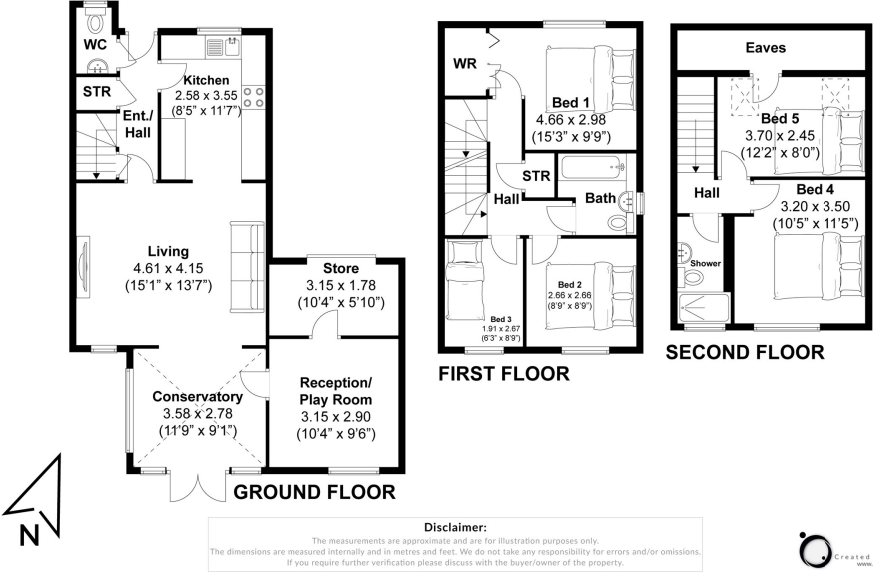 WC
STR
Kitchen
2.58 x 3.55
(8'5" x 11'7")
Ent./
Hall
Living
4.61 x 4.15
(15'1" x 13'7")
Store
3.15 x 1.78
(10'4" x 5'10")
Conservatory
3.58 x 2.78
(11'9" x 9'1")
Reception/
Play Room
3.15 x 2.90
(10'4" x 9'6")
GROUND FLOOR
WR
Bed 1
4.66 x 2.98
(15'3" x 9'9")
STR
Hall
Bath
Bed 3
1.91 x 2.67
(6'3" x 8'9")
Bed 2
2.66 x 2.66
(8'9" x 8'9")
FIRST FLOOR
Eaves
Bed 5
3.70 x 2.45
(12'2" x 8'0")
Hall
Bed 4
3.20 x 3.50
(10'5" x 11'5")
Shower
SECOND FLOOR
N
Disclaimer:
The measurements are approximate and are for illustration purposes only.
The dimensions are measured internally and in metres and feet. We do not take any responsibility for errors and/or omissions.
If you require further verification please discuss with the buyer/owner of the property.
Created
www.